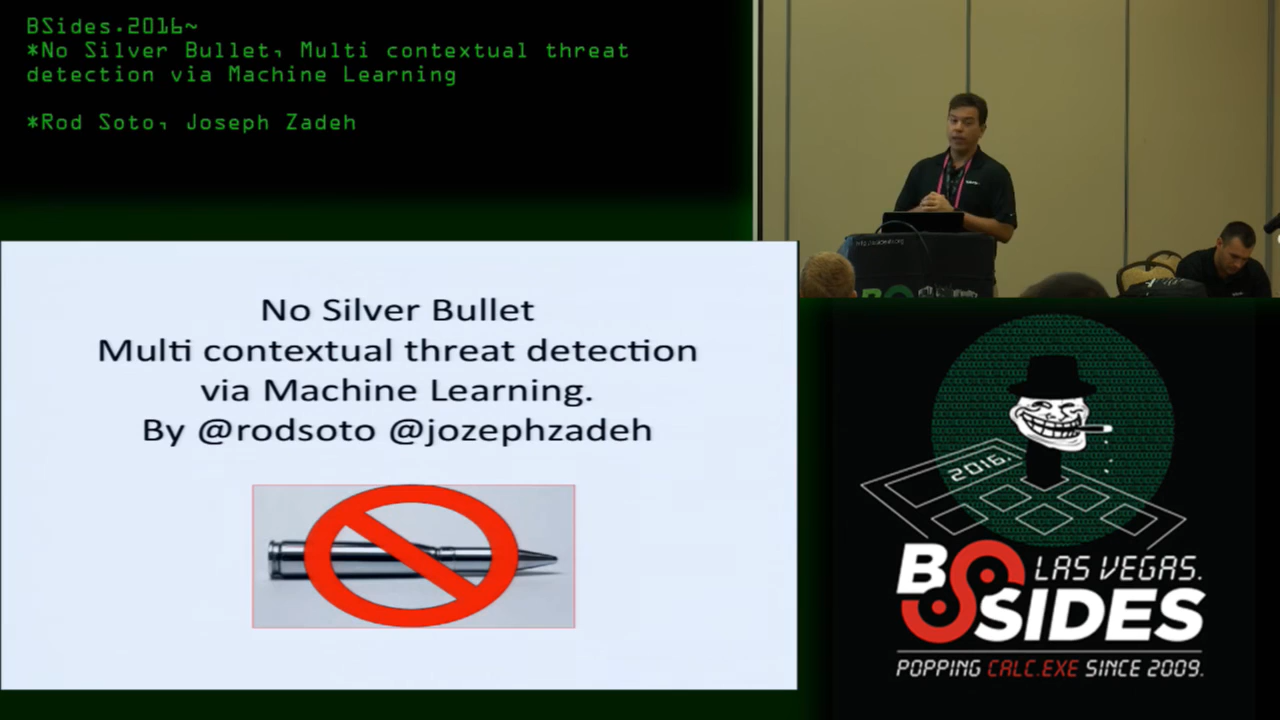 BSides.2016~
*No Silver Bullet, Multi contextual threat
detection via Machine Learning
*Rod Soto, Joseph Zadeh
No Silver Bullet
Multi contextual threat detection
via Machine Learning.
By @rodsoto @jozephzadeh
2016.
BSIDES
LAS VEGAS.
POPPING CALC.EXE SINCE 2009.